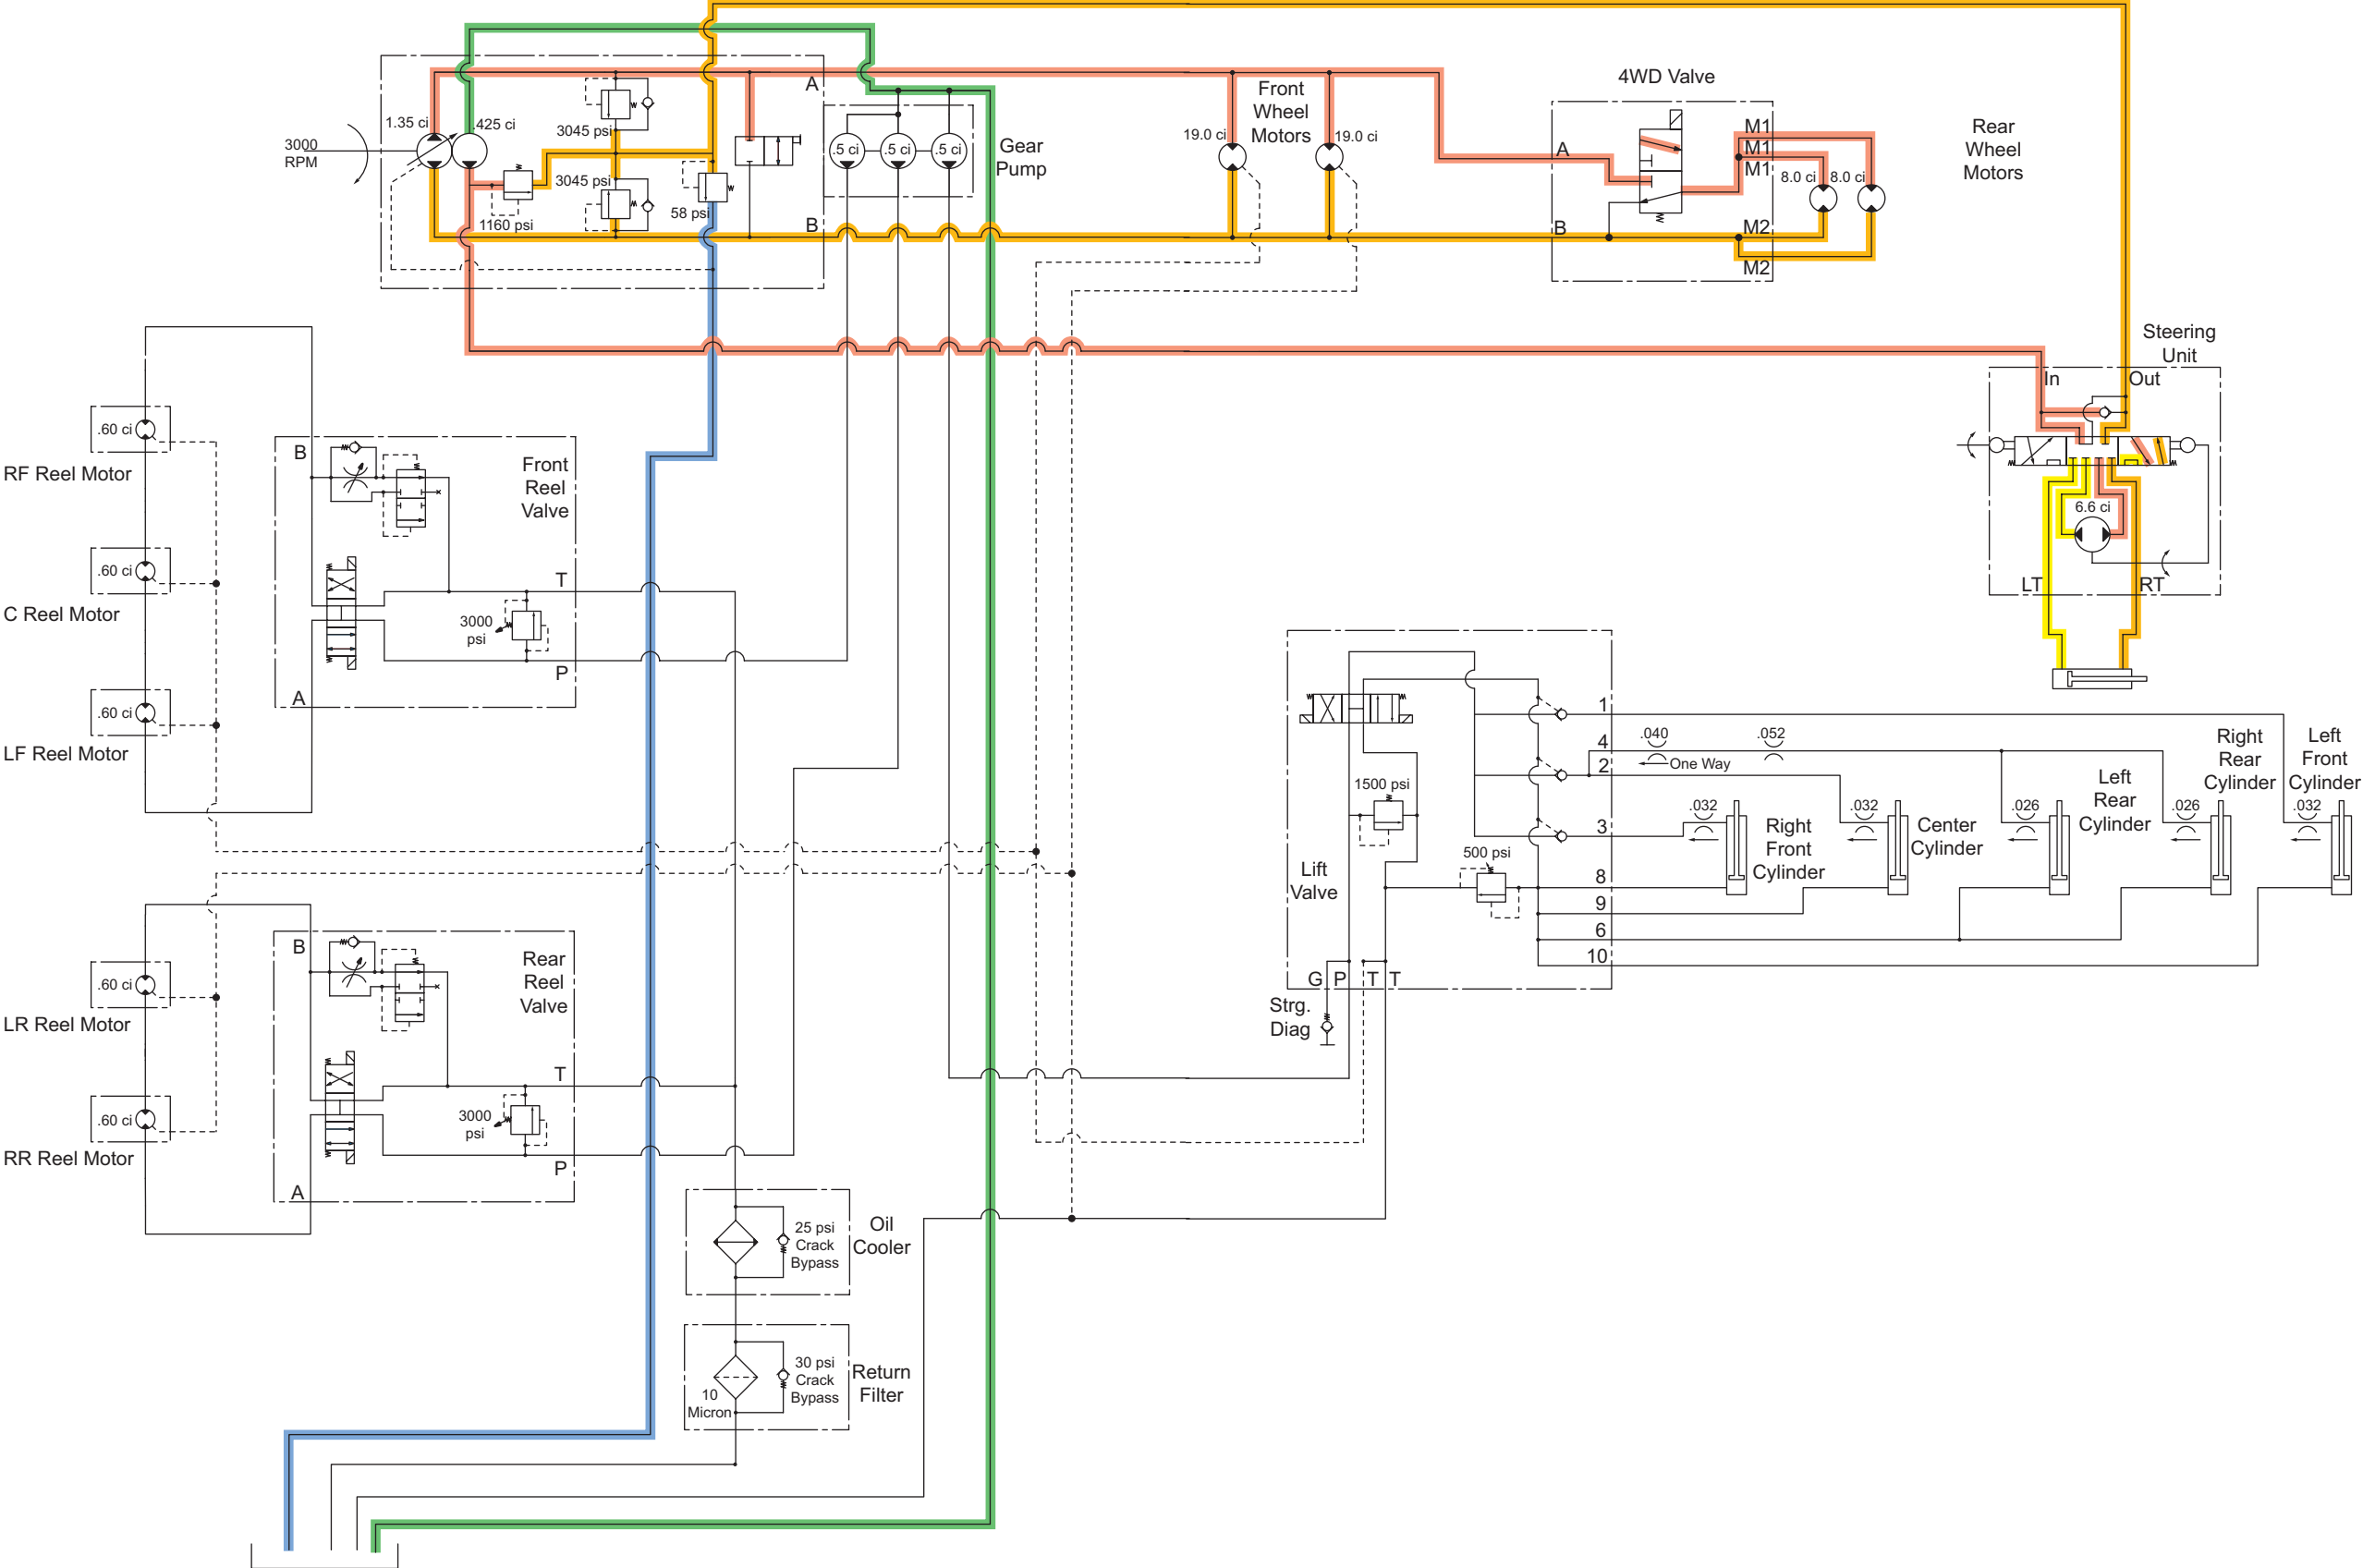 4WD Valve
1.35 ci
.425 ci
A
Front
Wheel
Motors
3000
RPM
3045 psi
19.0 ci
19.0 ci
M1
M1
M1
Rear
Wheel
Motors
.5 ci
.5 ci
.5 ci
Gear
Pump
A
3045 psi
8.0 ci
8.0 ci
1160 psi
58 psi
B
B
M2
M2
Steering
Unit
In
Out
6.6 ci
LT
RT
.60 ci
RF Reel Motor
B
Front
Reel
Valve
.60 ci
C Reel Motor
T
3000
psi
P
A
.60 ci
LF Reel Motor
1
4
2
.040
.052
One Way
Right
Rear
Cylinder
Left
Front
Cylinder
1500 psi
3
.032
Right
Front
Cylinder
.032
Center
Cylinder
.026
Left
Rear
Cylinder
.026
.032
500 psi
Lift
Valve
8
9
6
10
G
P
T
T
Strg.
Diag
B
Rear
Reel
Valve
.60 ci
LR Reel Motor
T
3000
psi
P
A
.60 ci
RR Reel Motor
25 psi
Crack
Bypass
Oil
Cooler
30 psi
Crack
Bypass
Return
Filter
10
Micron